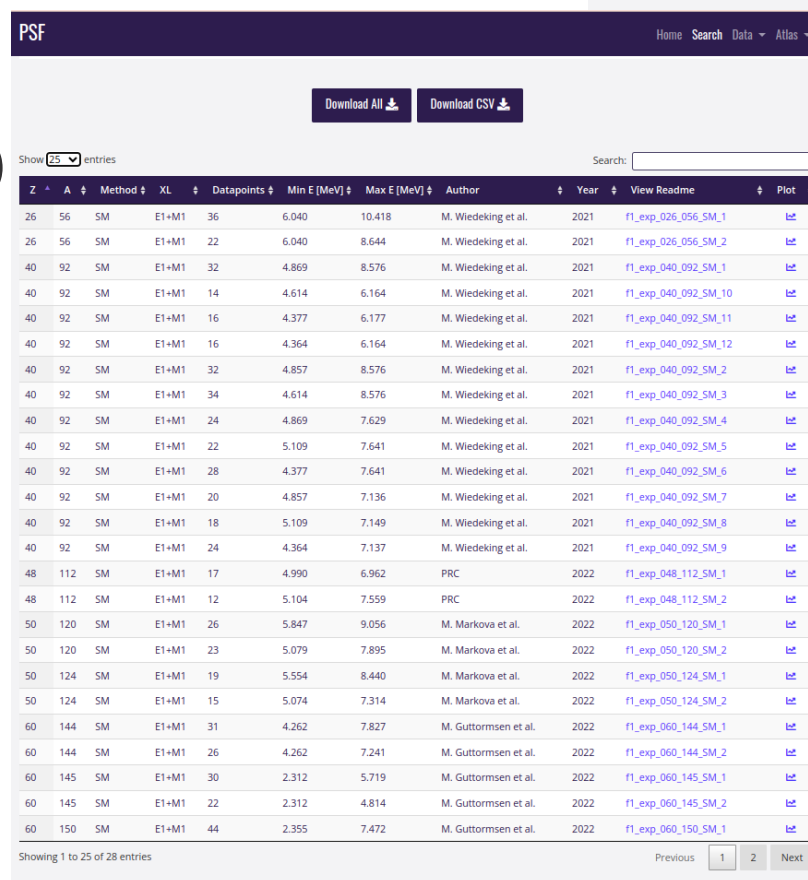 PSF Home Search Data Atlas
Download All Download CSV
Show 25 entries Search:
Z A Method XL Datapoints Min E [MeV] Max E [MeV] Author Year View Readme Plot
26 56 SM E1+M1 36 6.040 10.418 M. Wiedeking et al. 2021 f1_exp_026_056_SM_1
26 56 SM E1+M1 22 6.040 8.644 M. Wiedeking et al. 2021 f1_exp_026_056_SM_2
40 92 SM E1+M1 32 4.869 8.576 M. Wiedeking et al. 2021 f1_exp_040_092_SM_1
40 92 SM E1+M1 14 4.614 6.164 M. Wiedeking et al. 2021 f1_exp_040_092_SM_10
40 92 SM E1+M1 16 4.377 6.177 M. Wiedeking et al. 2021 f1_exp_040_092_SM_11
40 92 SM E1+M1 16 4.364 6.164 M. Wiedeking et al. 2021 f1_exp_040_092_SM_12
40 92 SM E1+M1 32 4.857 8.576 M. Wiedeking et al. 2021 f1_exp_040_092_SM_2
40 92 SM E1+M1 34 4.614 8.576 M. Wiedeking et al. 2021 f1_exp_040_092_SM_3
40 92 SM E1+M1 24 4.869 7.629 M. Wiedeking et al. 2021 f1_exp_040_092_SM_4
40 92 SM E1+M1 22 5.109 7.641 M. Wiedeking et al. 2021 f1_exp_040_092_SM_5
40 92 SM E1+M1 28 4.377 7.641 M. Wiedeking et al. 2021 f1_exp_040_092_SM_6
40 92 SM E1+M1 20 4.857 7.136 M. Wiedeking et al. 2021 f1_exp_040_092_SM_7
40 92 SM E1+M1 18 5.109 7.149 M. Wiedeking et al. 2021 f1_exp_040_092_SM_8
40 92 SM E1+M1 24 4.364 7.137 M. Wiedeking et al. 2021 f1_exp_040_092_SM_9
48 112 SM E1+M1 17 4.990 6.962 PRC 2022 f1_exp_048_112_SM_1
48 112 SM E1+M1 12 5.104 7.559 PRC 2022 f1_exp_048_112_SM_2
50 120 SM E1+M1 26 5.847 9.056 M. Markova et al. 2022 f1_exp_050_120_SM_1
50 120 SM E1+M1 23 5.079 7.895 M. Markova et al. 2022 f1_exp_050_120_SM_2
50 124 SM E1+M1 19 5.554 8.440 M. Markova et al. 2022 f1_exp_050_124_SM_1
50 124 SM E1+M1 15 5.074 7.314 M. Markova et al. 2022 f1_exp_050_124_SM_2
60 144 SM E1+M1 31 4.262 7.827 M. Guttormsen et al. 2022 f1_exp_060_144_SM_1
60 144 SM E1+M1 26 4.262 7.241 M. Guttormsen et al. 2022 f1_exp_060_144_SM_2
60 145 SM E1+M1 30 2.312 5.719 M. Guttormsen et al. 2022 f1_exp_060_145_SM_1
60 145 SM E1+M1 22 2.312 4.814 M. Guttormsen et al. 2022 f1_exp_060_145_SM_2
60 150 SM E1+M1 44 2.355 7.472 M. Guttormsen et al. 2022 f1_exp_060_150_SM_1
Showing 1 to 25 of 28 entries Previous 1 2 Next